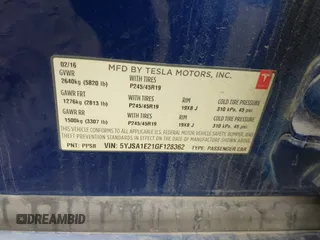 MFD BY TESLA MOTORS, INC.
02/16
GVWR
2640kg (5820 lb)
TIRES
P245/45R19
GAWR FRT
1276kg (2813 lb)
TIRES
P245/45R19
RIM
19X8 J
COLD TIRE PRESSURE
310 kPa, 45 psi
GAWR RR
1500kg (3307 lb)
TIRES
P245/45R19
RIM
19X8 J
COLD TIRE PRESSURE
310 kPa, 45 psi
THIS VEHICLE CONFORMS TO ALL APPLICABLE U.S. FEDERAL MOTOR VEHICLE SAFETY, BUMPER, AND
THEFT PREVENTION STANDARDS IN EFFECT ON THE DATE OF MANUFACTURE SHOWN ABOVE.
PNT: PPSB VIN: 5YJSA1E21GF128362 TYPE: PASSENGER CAR
DREAMBID